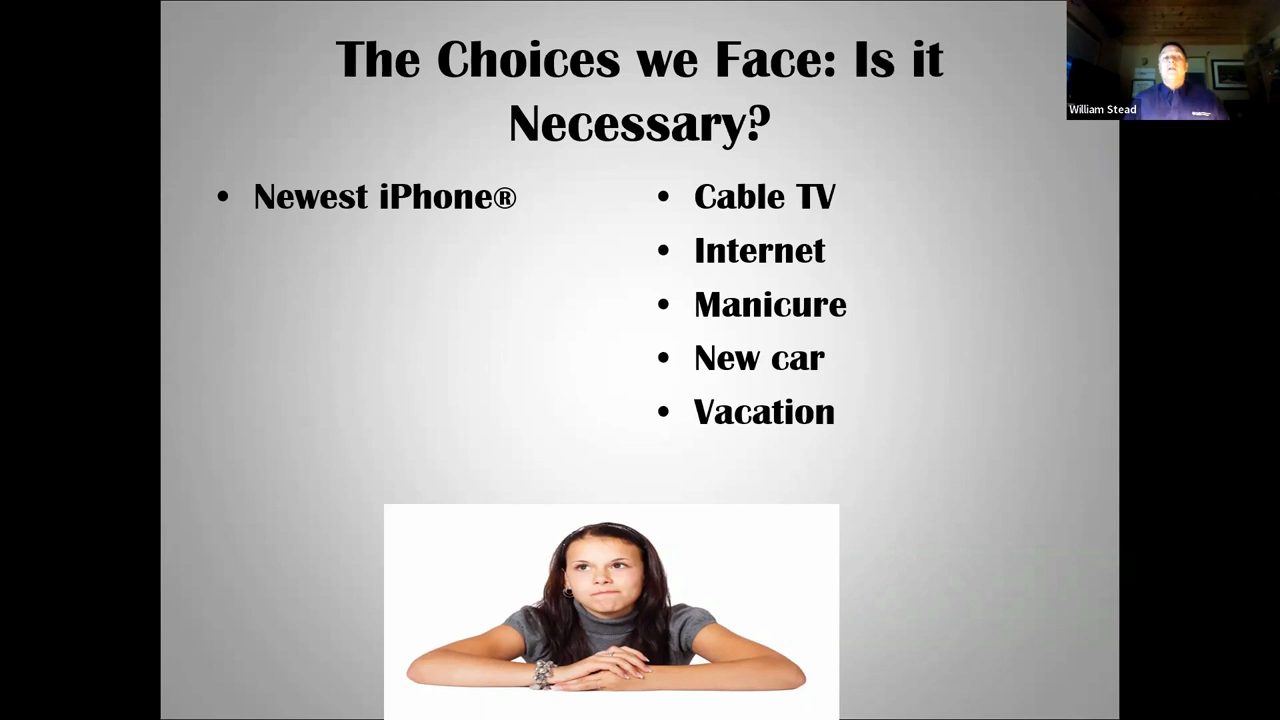 The Choices we Face: Is it
Necessary?
• Newest iPhone®
• Cable TV
• Internet
• Manicure
• New car
• Vacation
William Stead